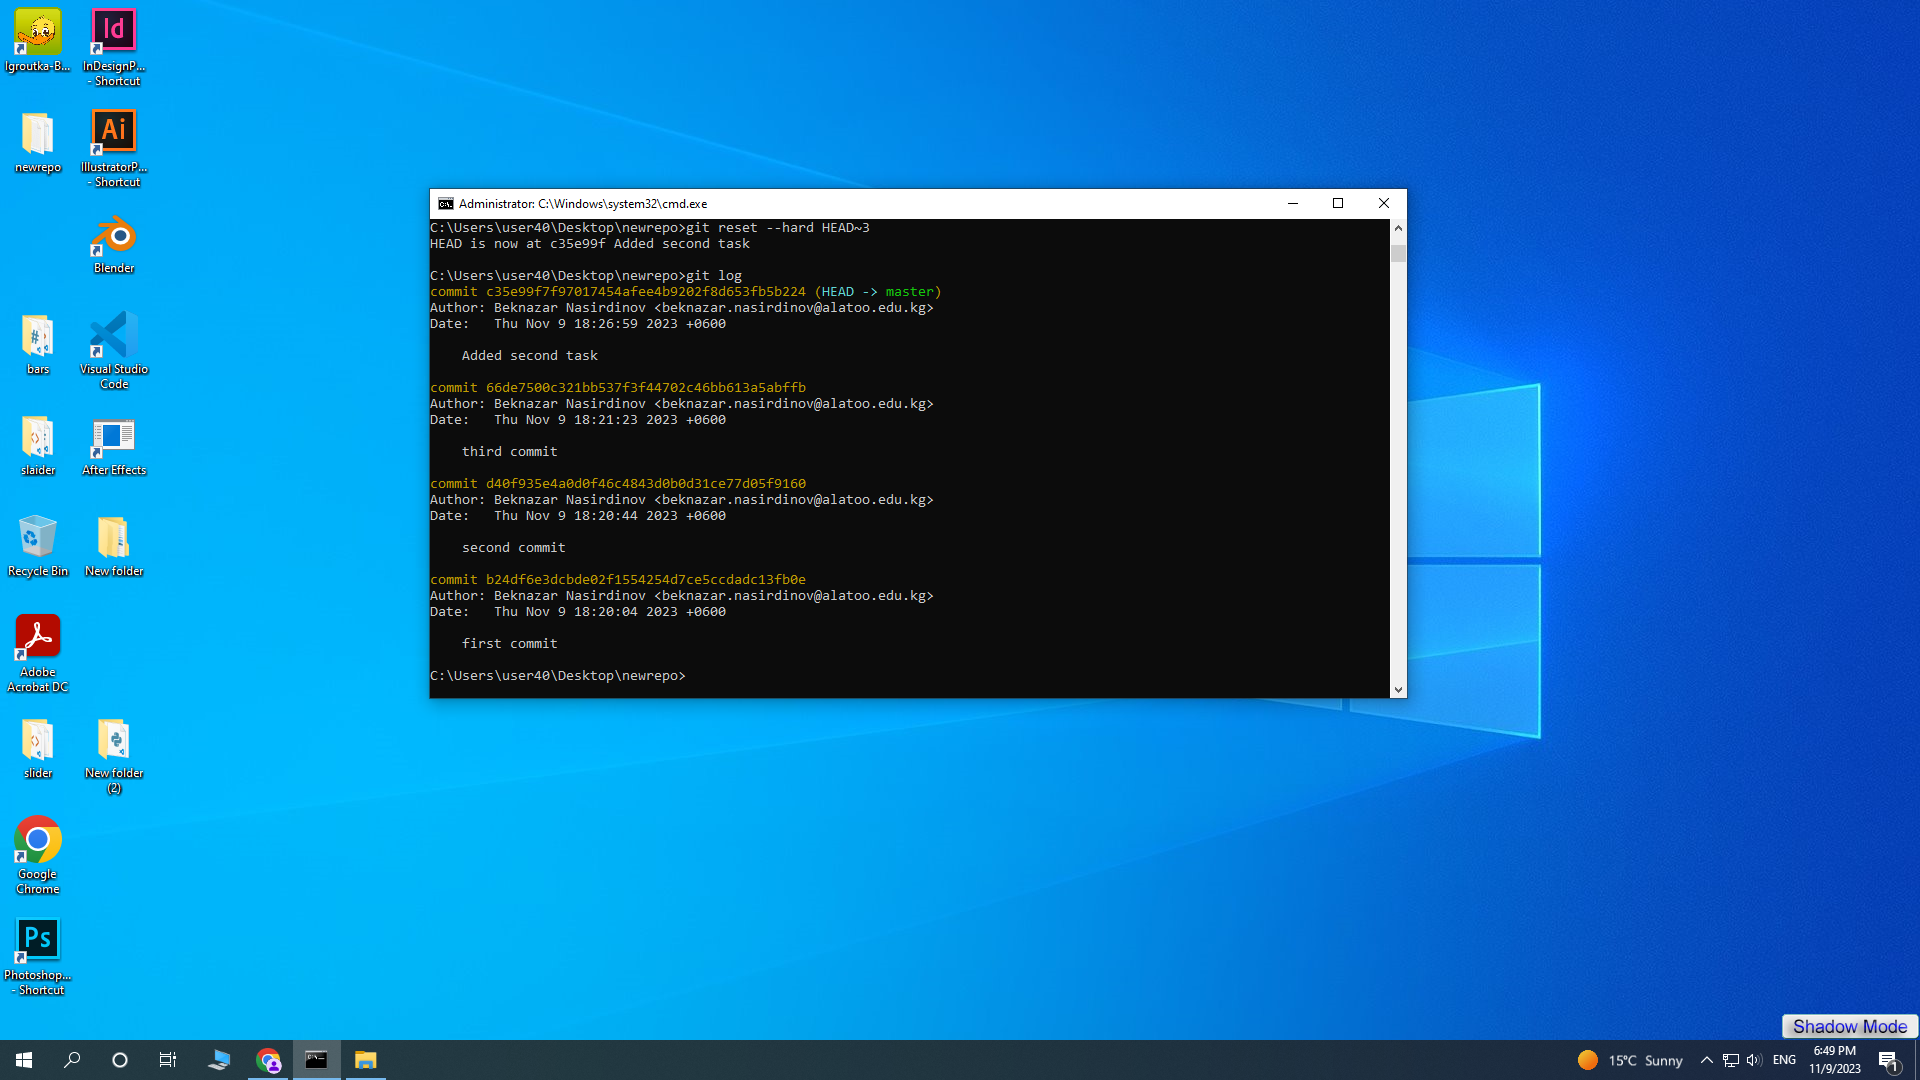 Igroutka-B...
InDesignP...
- Shortcut
newrepo
IllustratorP...
- Shortcut
Blender
bars
Visual Studio
Code
slaider
After Effects
Recycle Bin
New folder
Adobe
Acrobat DC
slider
New folder
(2)
Google
Chrome
Photoshop...
- Shortcut
Id
Ai
Ps
Administrator: C:\Windows\system32\cmd.exe
C:\Users\user40\Desktop\newrepo>git reset --hard HEAD~3
HEAD is now at c35e99f Added second task
C:\Users\user40\Desktop\newrepo>git log
commit c35e99f7f97017454afee4b9202f8d653fb5b224 (HEAD -> master)
Author: Beknazar Nasirdinov <beknazar.nasirdinov@alatoo.edu.kg>
Date:   Thu Nov 9 18:26:59 2023 +0600
    Added second task
commit 66de7500c321bb537f3f44702c46bb613a5abffb
Author: Beknazar Nasirdinov <beknazar.nasirdinov@alatoo.edu.kg>
Date:   Thu Nov 9 18:21:23 2023 +0600
    third commit
commit d40f935e4a0d0f46c4843d0b0d31ce77d05f9160
Author: Beknazar Nasirdinov <beknazar.nasirdinov@alatoo.edu.kg>
Date:   Thu Nov 9 18:20:44 2023 +0600
    second commit
commit b24df6e3dcbde02f1554254d7ce5ccdadc13fb0e
Author: Beknazar Nasirdinov <beknazar.nasirdinov@alatoo.edu.kg>
Date:   Thu Nov 9 18:20:04 2023 +0600
    first commit
C:\Users\user40\Desktop\newrepo>
Shadow Mode
15°C Sunny
ENG
6:49 PM
11/9/2023
1